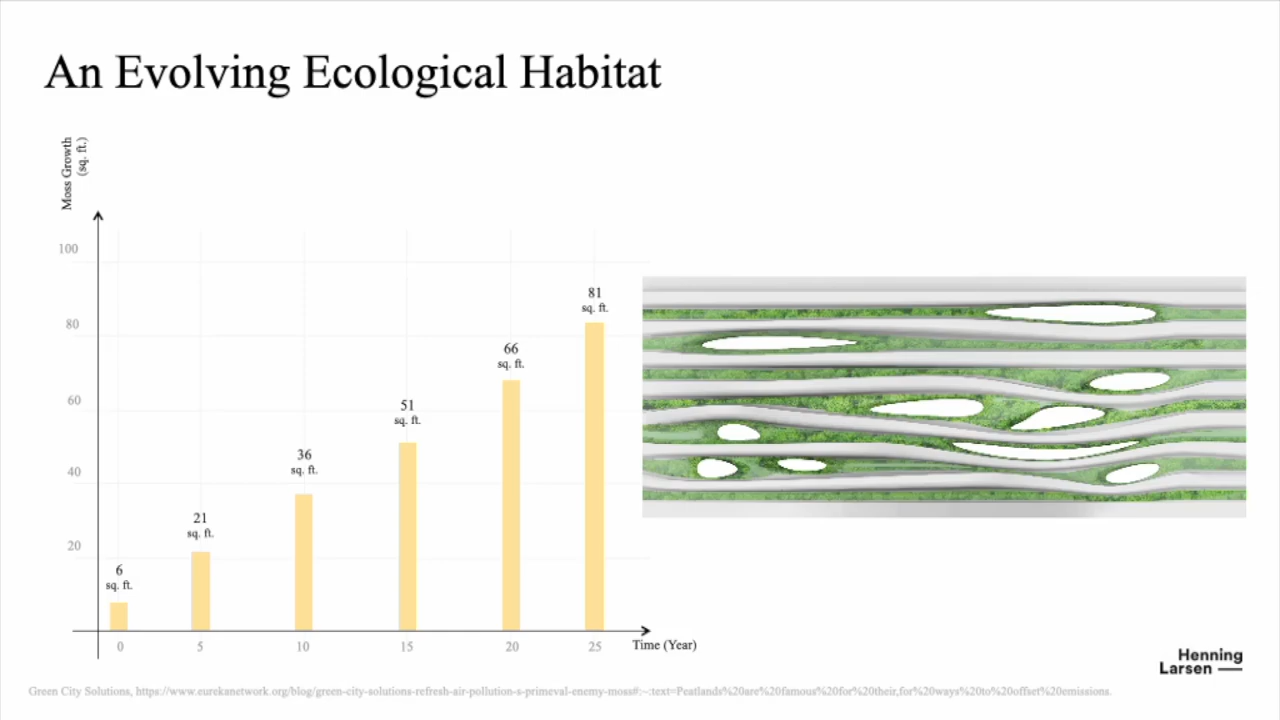 An Evolving Ecological Habitat
Moss Growth
(sq. ft.)
100
80
60
40
20
6
sq. ft.
21
sq. ft.
36
sq. ft.
51
sq. ft.
66
sq. ft.
81
sq. ft.
0
5
10
15
20
25
Time (Year)
Henning
Larsen
Green City Solutions, https://www.eurekanetwork.org/blog/green-city-solutions-refresh-air-pollution-s-primeval-enemy-moss#:~:text=Peatlands%20are%20famous%20for%20their,for%20ways%20to%20offset%20emissions.